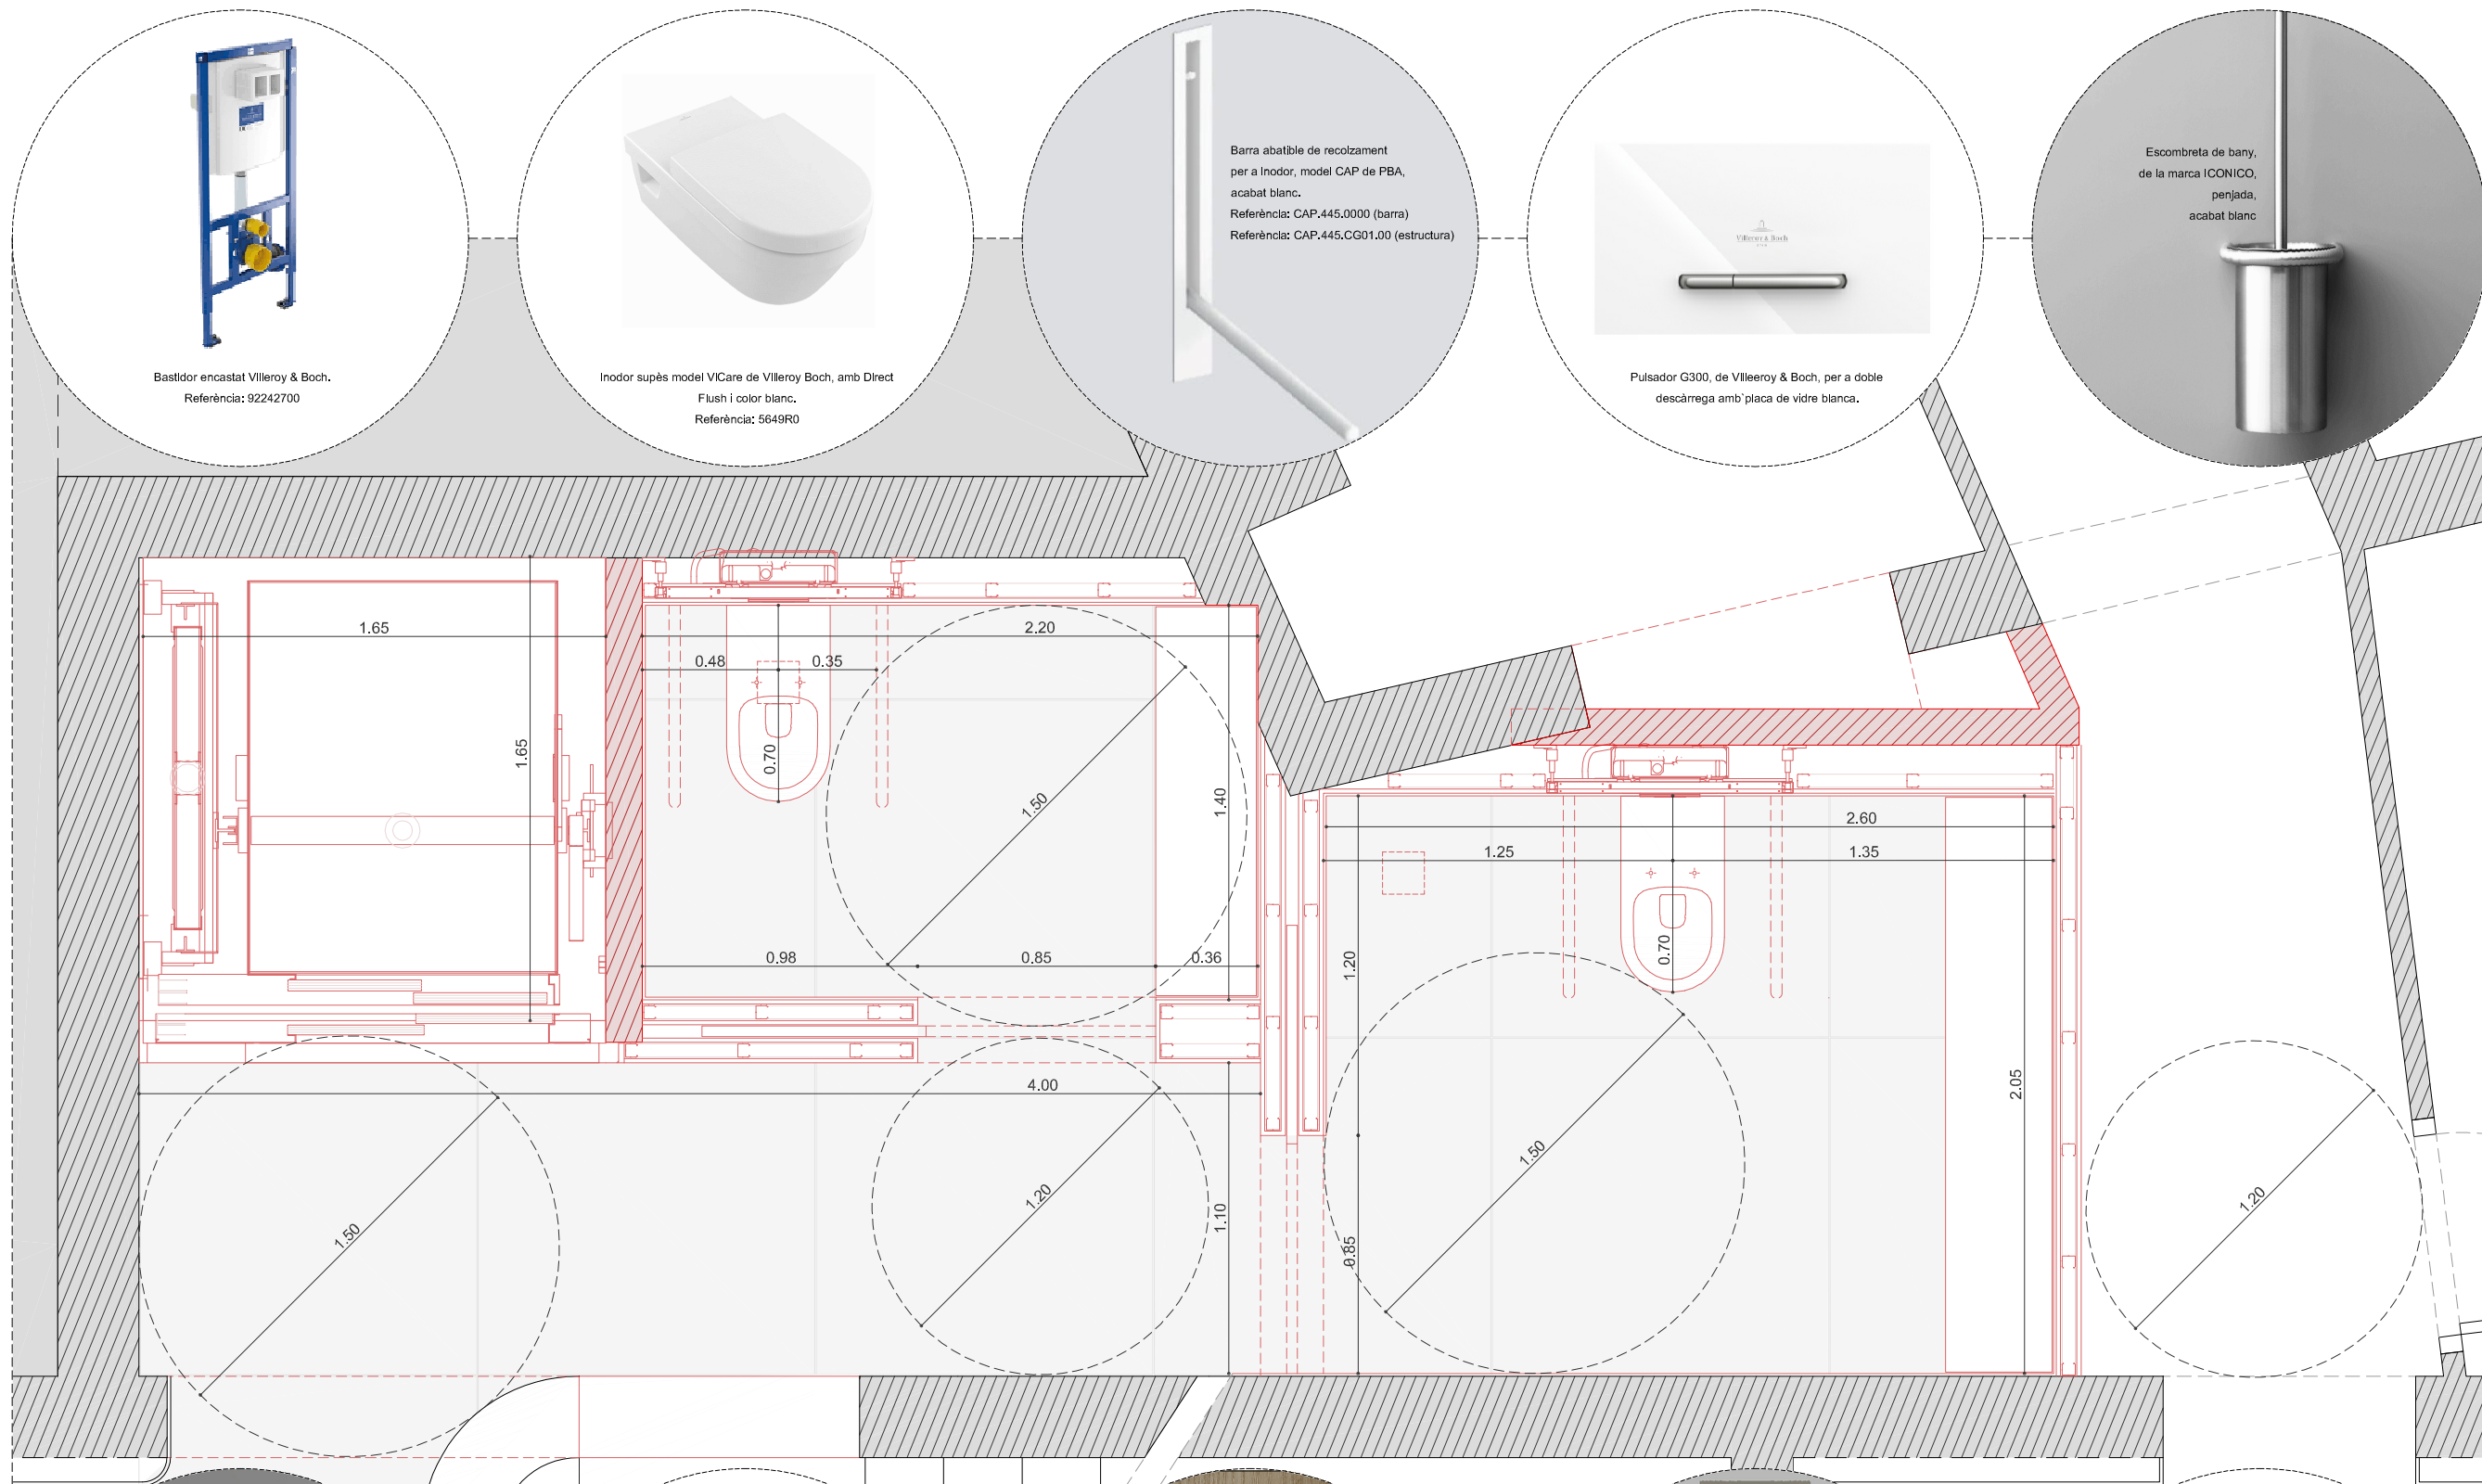 Bastidor encastat Villeroy & Boch.
Referència: 92242700
Inodor supès model ViCare de Villeroy Boch, amb Direct
Flush i color blanc.
Referència: 5649R0
Barra abatible de recolzament
per a Inodor, model CAP de PBA,
acabat blanc.
Referència: CAP.445.0000 (barra)
Referència: CAP.445.CG01.00 (estructura)
Villeroy & Boch
Pulsador G300, de Villeeroy & Boch, per a doble
descàrrega amb`placa de vidre blanca.
Escombreta de bany,
de la marca ICONICO,
penjada,
acabat blanc
1.65
2.20
0.48
0.35
1.65
0.70
1.50
1.40
2.60
1.25
1.35
0.98
0.85
0.36
1.20
0.70
4.00
2.05
1.50
1.20
1.10
1.50
0.85
1.20